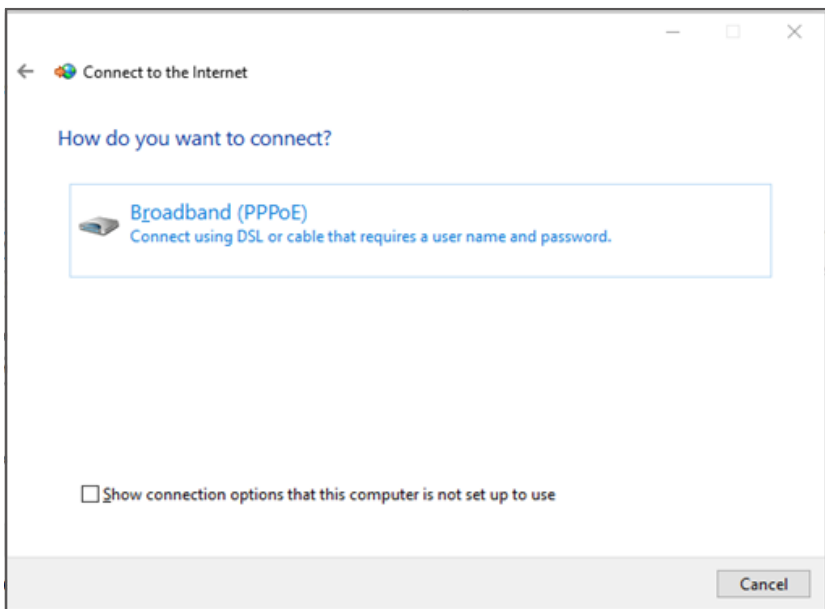 Connect to the Internet
How do you want to connect?
Broadband (PPPoE)
Connect using DSL or cable that requires a user name and password.
Show connection options that this computer is not set up to use
Cancel